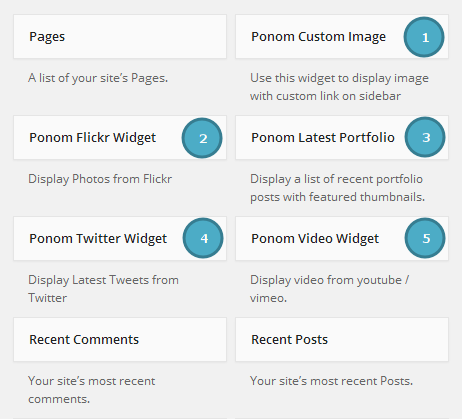 Pages
Ponom Custom Image 1
A list of your site's Pages.
Use this widget to display image
with custom link on sidebar
Ponom Flickr Widget 2
Ponom Latest Portfolio 3
Display Photos from Flickr
Display a list of recent portfolio
posts with featured thumbnails.
Ponom Twitter Widget 4
Ponom Video Widget 5
Display Latest Tweets from
Twitter
Display video from youtube /
vimeo.
Recent Comments
Recent Posts
Your site's most recent
comments.
Your site's most recent Posts.